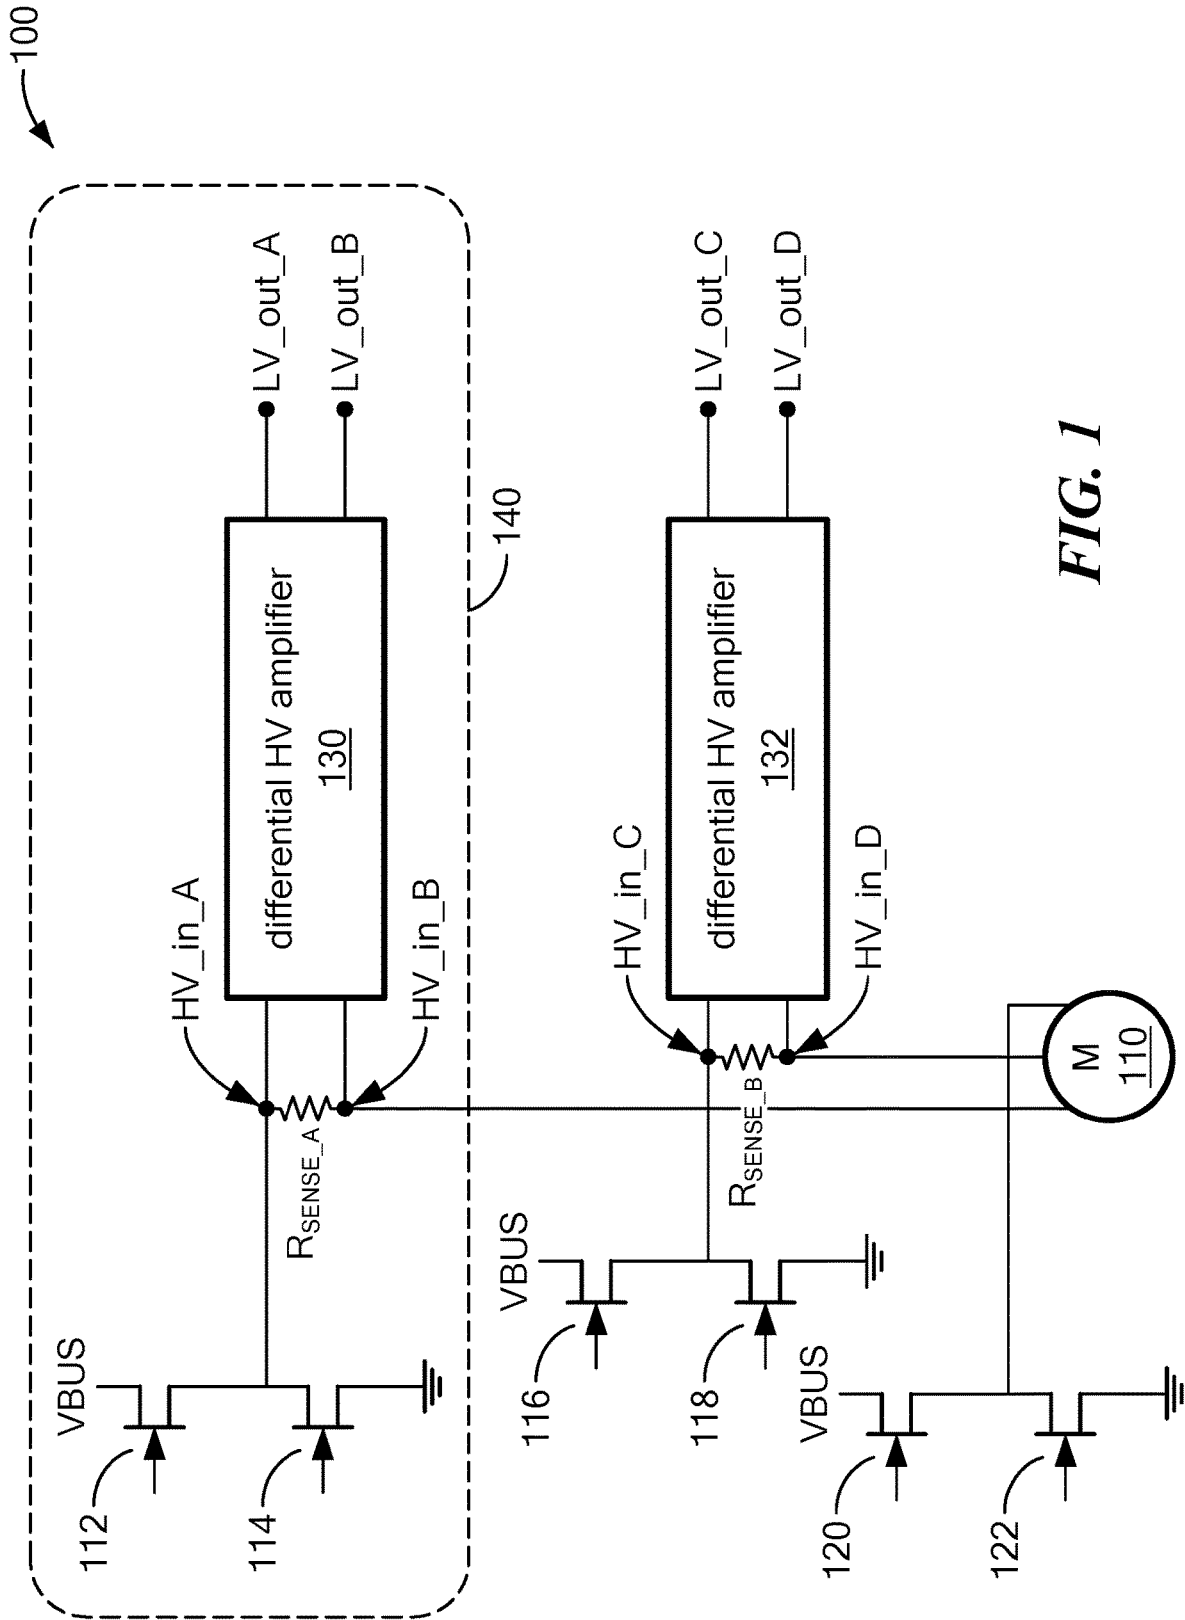 100
VBUS
112
114
HV_in_A
RSENSE_A
HV_in_B
differential HV amplifier
130
LV_out_A
LV_out_B
140
VBUS
116
118
HV_in_C
RSENSE_B
HV_in_D
differential HV amplifier
132
LV_out_C
LV_out_D
VBUS
120
122
M
110
FIG. 1